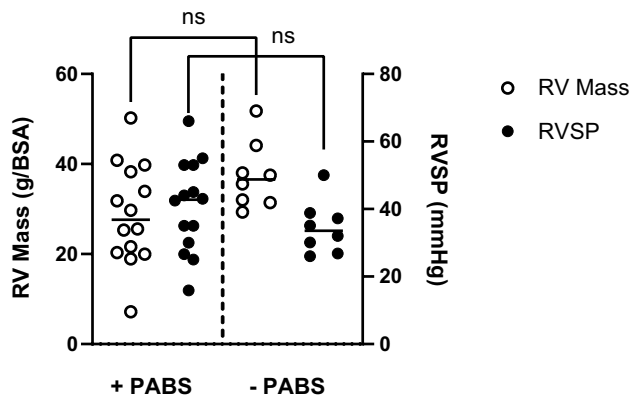 ns
ns
60
40
20
0
RV Mass (g/BSA)
80
60
40
20
0
RVSP (mmHg)
RV Mass
RVSP
+ PABS
- PABS